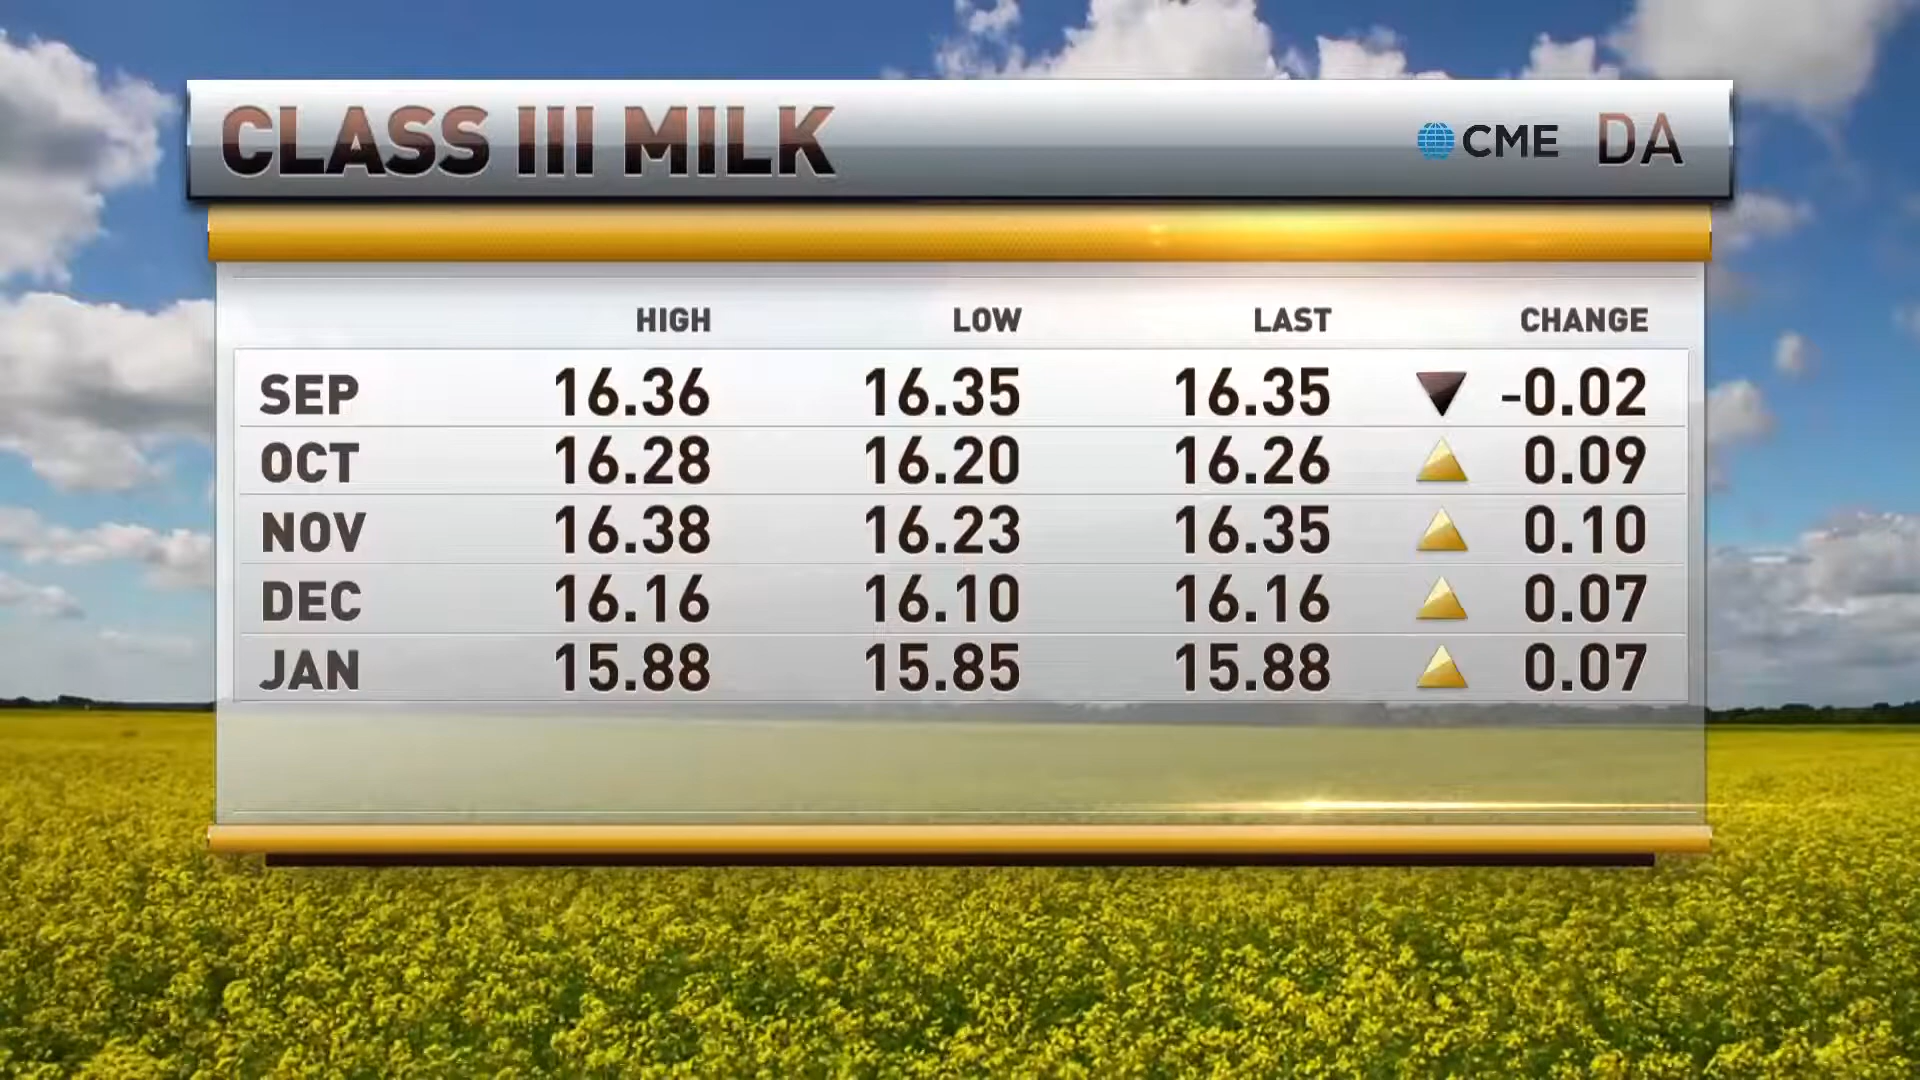 CLASS III MILK CME DA
HIGH LOW LAST CHANGE
SEP 16.36 16.35 16.35 -0.02
OCT 16.28 16.20 16.26 0.09
NOV 16.38 16.23 16.35 0.10
DEC 16.16 16.10 16.16 0.07
JAN 15.88 15.85 15.88 0.07